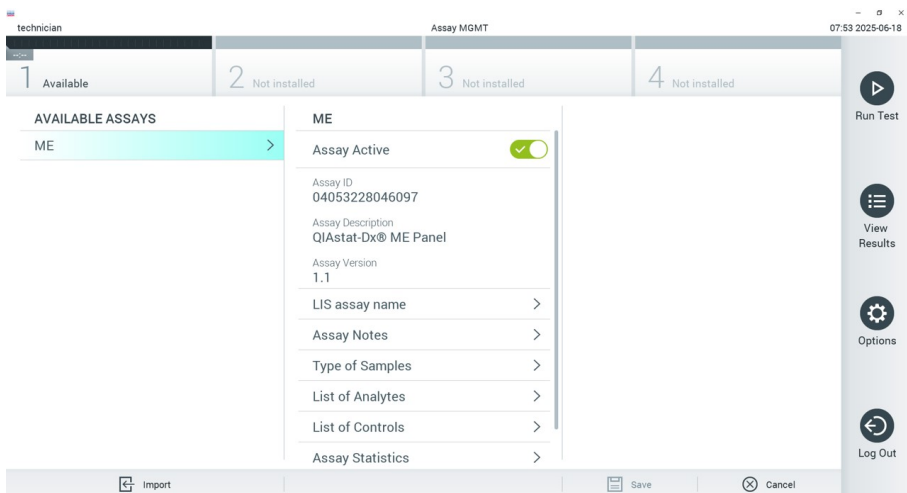 technician
Assay MGMT
07:53 2025-06-18
--:--
1 Available
2 Not installed
3 Not installed
4 Not installed
Run Test
View
Results
Options
Log Out
AVAILABLE ASSAYS
ME
ME
Assay Active
Assay ID
04053228046097
Assay Description
QIAstat-Dx® ME Panel
Assay Version
1.1
LIS assay name
Assay Notes
Type of Samples
List of Analytes
List of Controls
Assay Statistics
Import
Save
Cancel